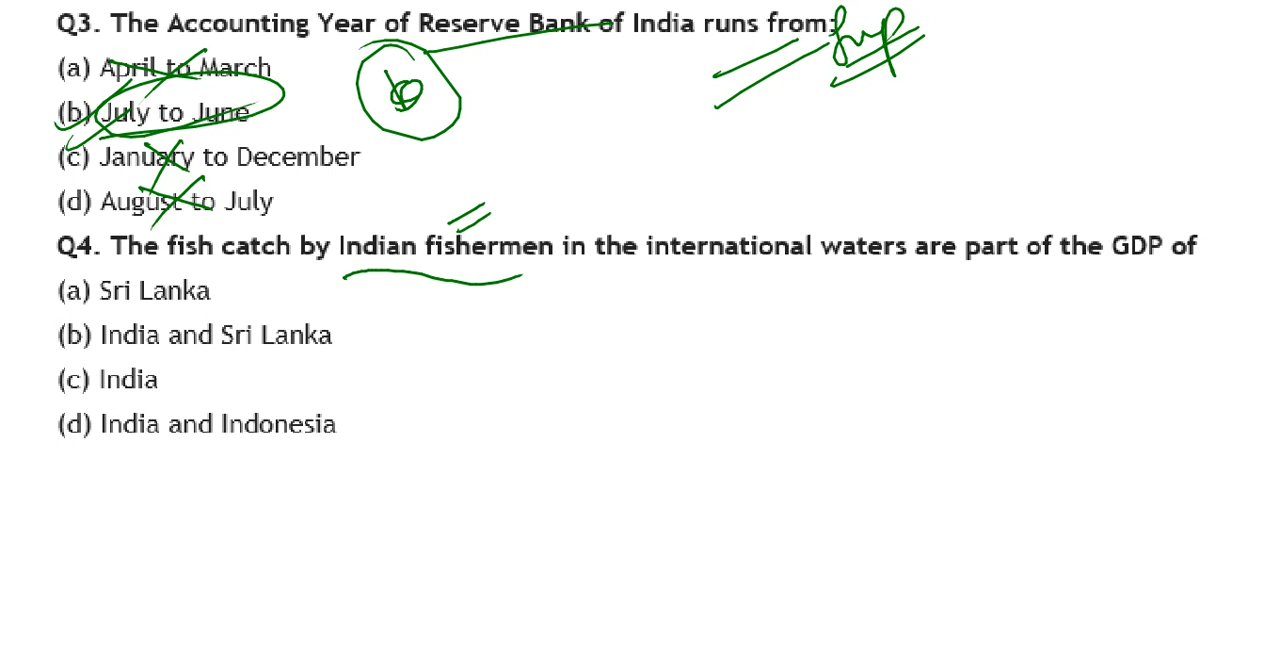 Q3. The Accounting Year of Reserve Bank of India runs from:
(a) April to March
(b) July to June
(c) January to December
(d) August to July
b
Q4. The fish catch by Indian fishermen in the international waters are part of the GDP of
(a) Sri Lanka
(b) India and Sri Lanka
(c) India
(d) India and Indonesia